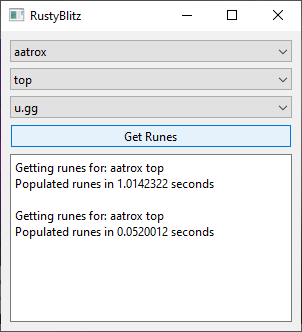 RustyBlitz
aatrox
top
u.gg
Get Runes
Getting runes for: aatrox top
Populated runes in 1.0142322 seconds
Getting runes for: aatrox top
Populated runes in 0.0520012 seconds